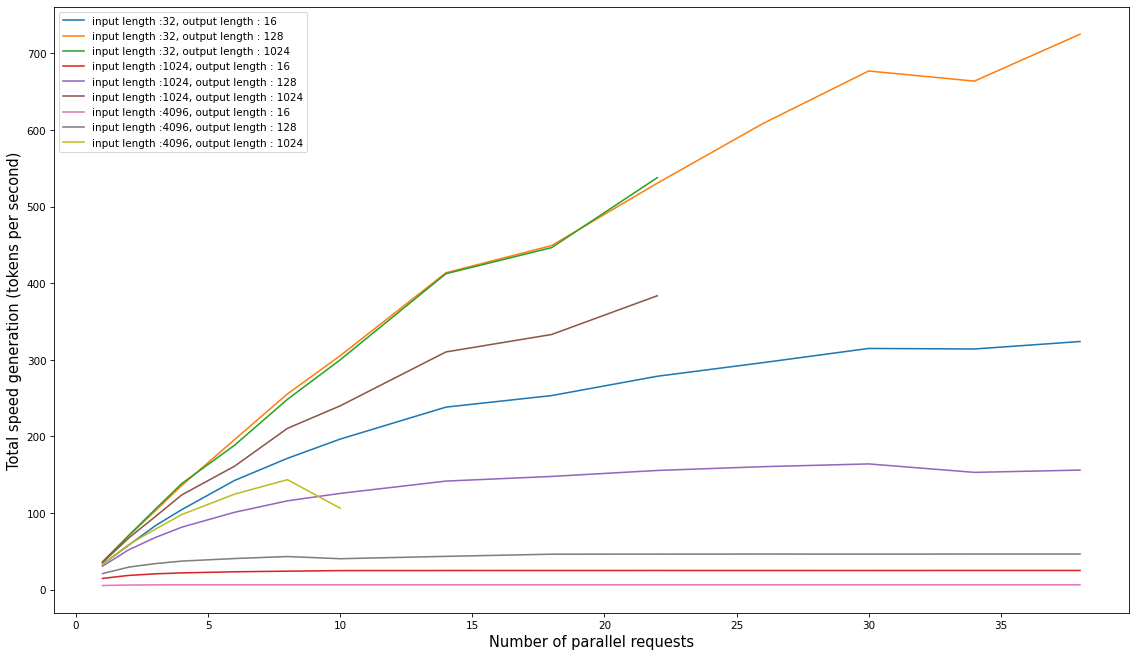 input length :32, output length : 16
input length :32, output length : 128
input length :32, output length : 1024
input length :1024, output length : 16
input length :1024, output length : 128
input length :1024, output length : 1024
input length :4096, output length : 16
input length :4096, output length : 128
input length :4096, output length : 1024
Total speed generation (tokens per second)
700
600
500
400
300
200
100
0
0 5 10 15 20 25 30 35
Number of parallel requests